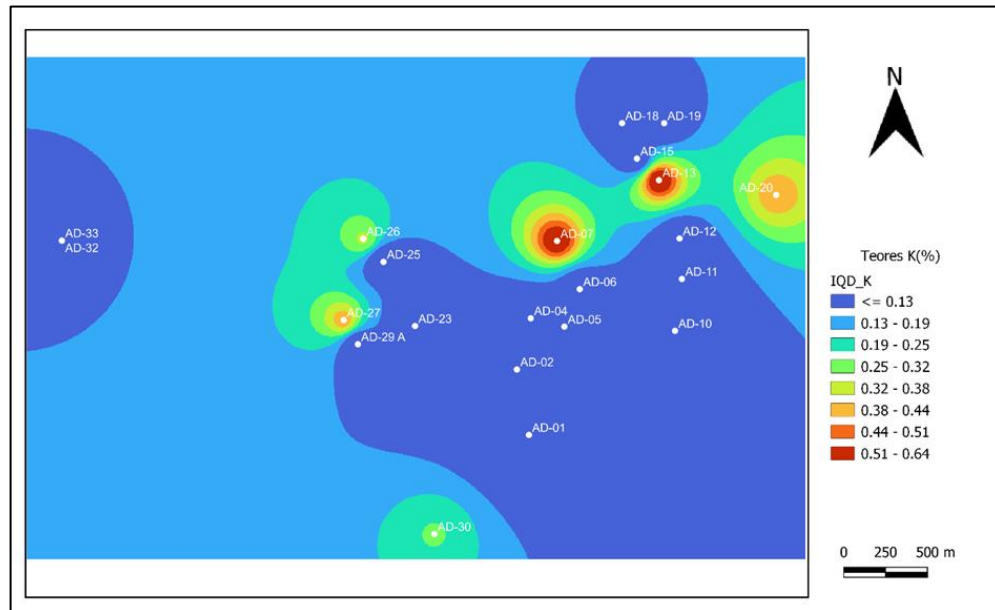 N
AD-18
AD-19
AD-15
AD-13
AD-20
AD-33
AD-32
AD-26
AD-07
AD-12
AD-25
AD-11
AD-06
AD-27
AD-23
AD-04
AD-05
AD-10
AD-29 A
AD-02
AD-01
AD-30
Teores K(%)
IQD_K
<= 0.13
0.13 - 0.19
0.19 - 0.25
0.25 - 0.32
0.32 - 0.38
0.38 - 0.44
0.44 - 0.51
0.51 - 0.64
0 250 500 m